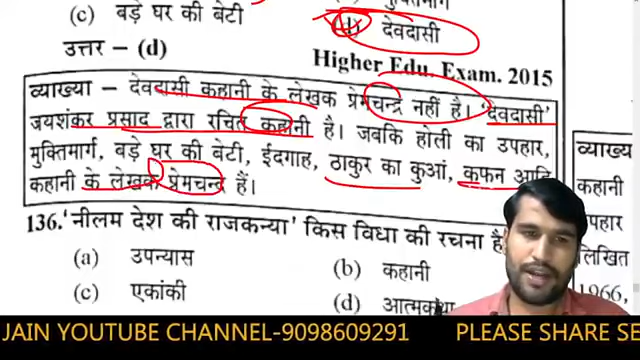 मुक्तिमार्ग
(c) बड़े घर की बेटी
(d) देवदासी
उत्तर – (d)
Higher Edu. Exam. 2015
व्याख्या – देवदासी कहानी के लेखक प्रेमचन्द्र नहीं है। 'देवदासी'
जयशंकर प्रसाद द्वारा रचित कहानी है। जबकि होली का उपहार,
मुक्तिमार्ग, बड़े घर की बेटी, ईदगाह, ठाकुर का कुआं, कफन आदि
कहानी के लेखक प्रेमचन्द हैं।
136. 'नीलम देश की राजकन्या' किस विधा की रचना है
(a) उपन्यास
(b) कहानी
(c) एकांकी
(d) आत्मकथा
व्याख्य
कहानी
उपहार
लिखित
1966,
JAIN YOUTUBE CHANNEL-9098609291 PLEASE SHARE SE